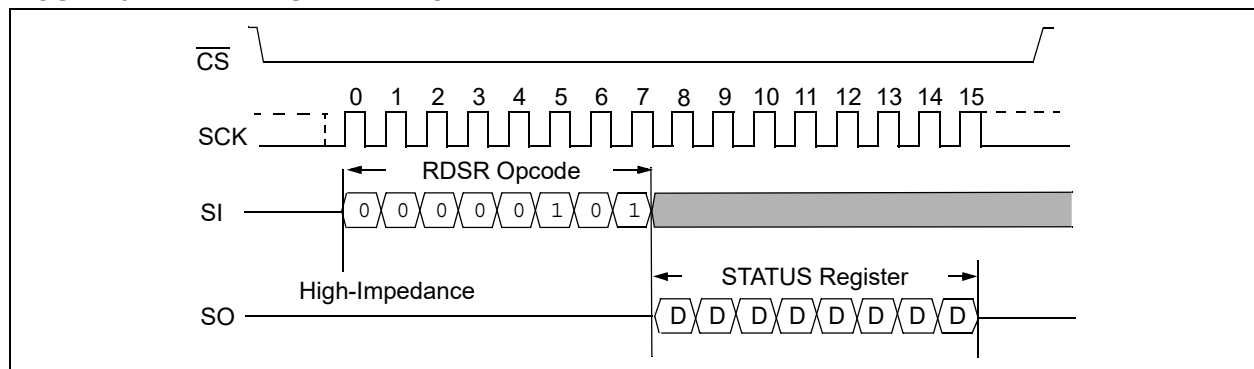 CS
0 1 2 3 4 5 6 7 8 9 10 11 12 13 14 15
SCK
RDSR Opcode
SI 0 0 0 0 0 1 0 1
STATUS Register
High-Impedance
SO D D D D D D D D